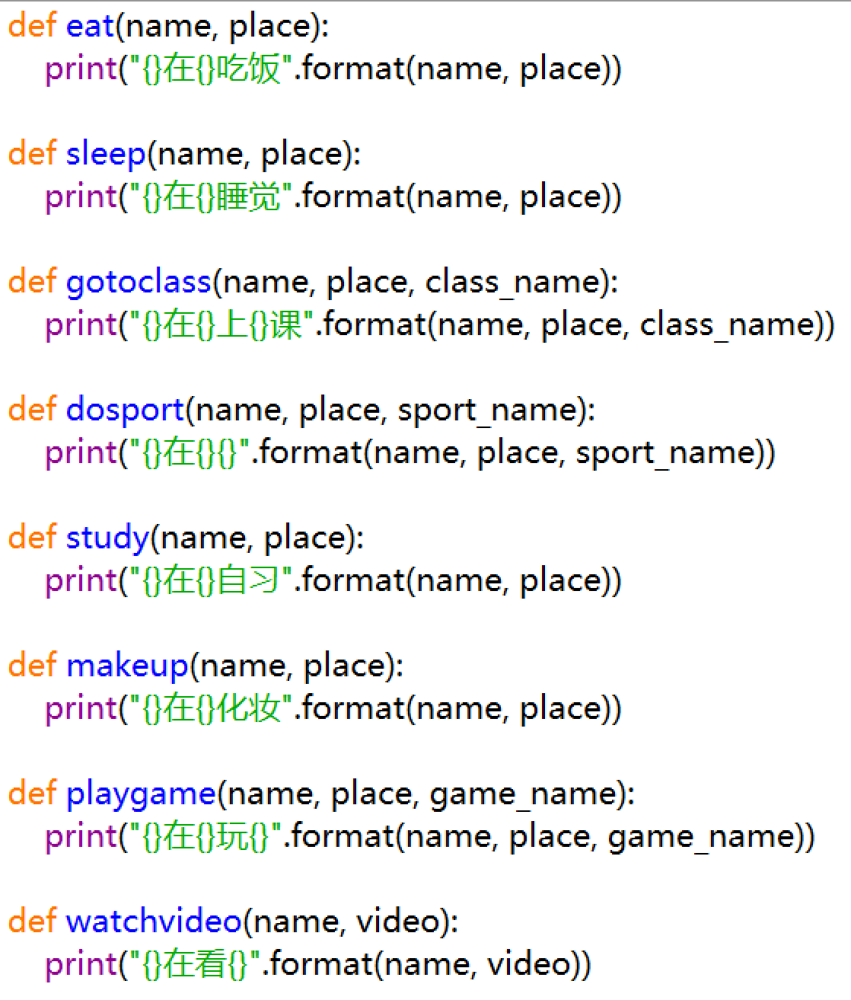 def eat(name, place):
    print("{}在{}吃饭".format(name, place))
def sleep(name, place):
    print("{}在{}睡觉".format(name, place))
def gotoclass(name, place, class_name):
    print("{}在{}上{}课".format(name, place, class_name))
def dosport(name, place, sport_name):
    print("{}在{}{}".format(name, place, sport_name))
def study(name, place):
    print("{}在{}自习".format(name, place))
def makeup(name, place):
    print("{}在{}化妆".format(name, place))
def playgame(name, place, game_name):
    print("{}在{}玩{}".format(name, place, game_name))
def watchvideo(name, video):
    print("{}在看{}".format(name, video))